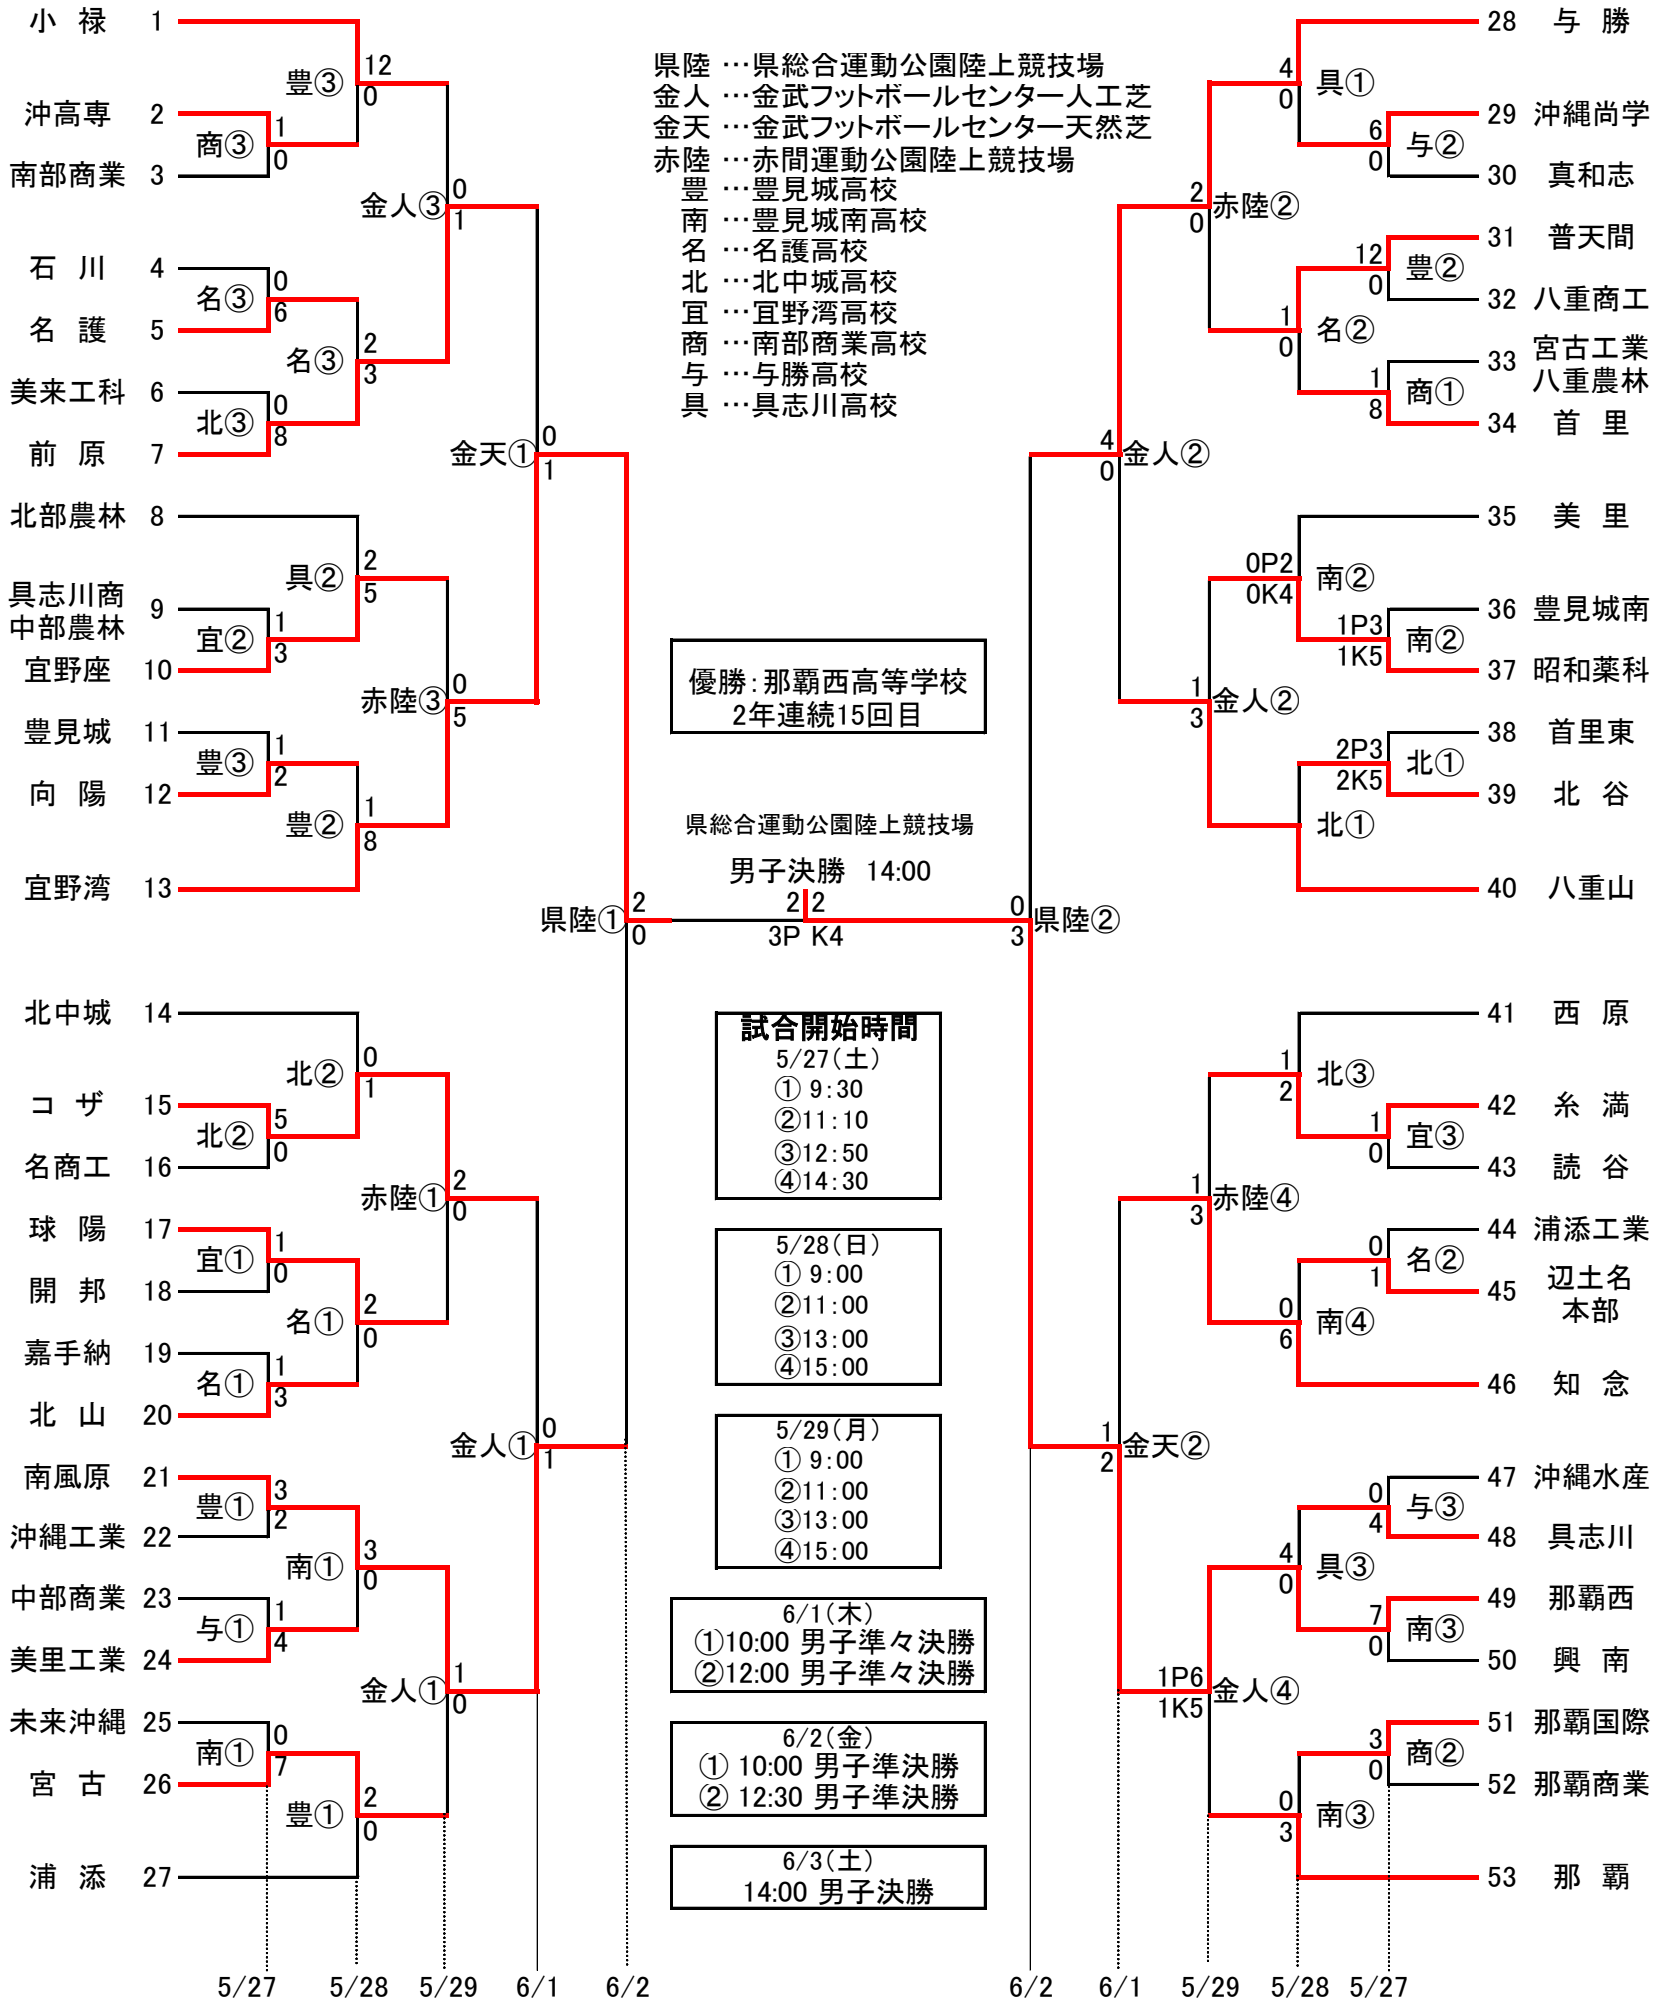 小 禄 1
豊③ 12
0
沖高専 2
商③ 1
0
南部商業 3
金人③ 0
1
石 川 4
名③ 0
6
名 護 5
名③ 2
3
美来工科 6
北③ 0
8
前 原 7
金天① 0
1
北部農林 8
具② 2
5
具志川商
中部農林 9
宜② 1
3
宜野座 10
赤陸③ 0
5
豊見城 11
豊③ 1
2
向 陽 12
豊② 1
8
宜野湾 13
県陸① 2
0
北中城 14
北② 0
1
コ ザ 15
北② 5
0
名商工 16
赤陸① 2
0
球 陽 17
宜① 1
0
開 邦 18
名① 2
0
嘉手納 19
名① 1
3
北 山 20
金人① 0
1
南風原 21
豊① 3
2
沖縄工業 22
南① 3
0
中部商業 23
与① 1
4
美里工業 24
金人① 1
0
未来沖縄 25
南① 0
7
宮 古 26
豊① 2
0
浦 添 27
県陸 …県総合運動公園陸上競技場
金人 …金武フットボールセンター人工芝
金天 …金武フットボールセンター天然芝
赤陸 …赤間運動公園陸上競技場
豊 …豊見城高校
南 …豊見城南高校
名 …名護高校
北 …北中城高校
宜 …宜野湾高校
商 …南部商業高校
与 …与勝高校
具 …具志川高校
優勝:那覇西高等学校
2年連続15回目
県総合運動公園陸上競技場
男子決勝 14:00
2 2
3P K4
試合開始時間
5/27(土)
① 9:30
②11:10
③12:50
④14:30
5/28(日)
① 9:00
②11:00
③13:00
④15:00
5/29(月)
① 9:00
②11:00
③13:00
④15:00
6/1(木)
①10:00 男子準々決勝
②12:00 男子準々決勝
6/2(金)
① 10:00 男子準決勝
② 12:30 男子準決勝
6/3(土)
14:00 男子決勝
28 与 勝
4 具①
0
29 沖縄尚学
6 与②
0
30 真和志
2 赤陸②
0
31 普天間
12 豊②
0
32 八重商工
1 名②
0
33 宮古工業
八重農林
1 商①
8
34 首 里
4 金人②
0
35 美 里
0P2 南②
0K4
36 豊見城南
1P3 南②
1K5
37 昭和薬科
1 金人②
3
38 首里東
2P3 北①
2K5
39 北 谷
北①
40 八重山
0 県陸②
3
41 西 原
1 北③
2
42 糸 満
1 宜③
0
43 読 谷
1 赤陸④
3
44 浦添工業
0 名②
1
45 辺土名
本部
0 南④
6
46 知 念
1 金天②
2
47 沖縄水産
0 与③
4
48 具志川
4 具③
0
49 那覇西
7 南③
0
50 興 南
1P6 金人④
1K5
51 那覇国際
3 商②
0
52 那覇商業
0 南③
3
53 那 覇
5/27 5/28 5/29 6/1 6/2 6/2 6/1 5/29 5/28 5/27